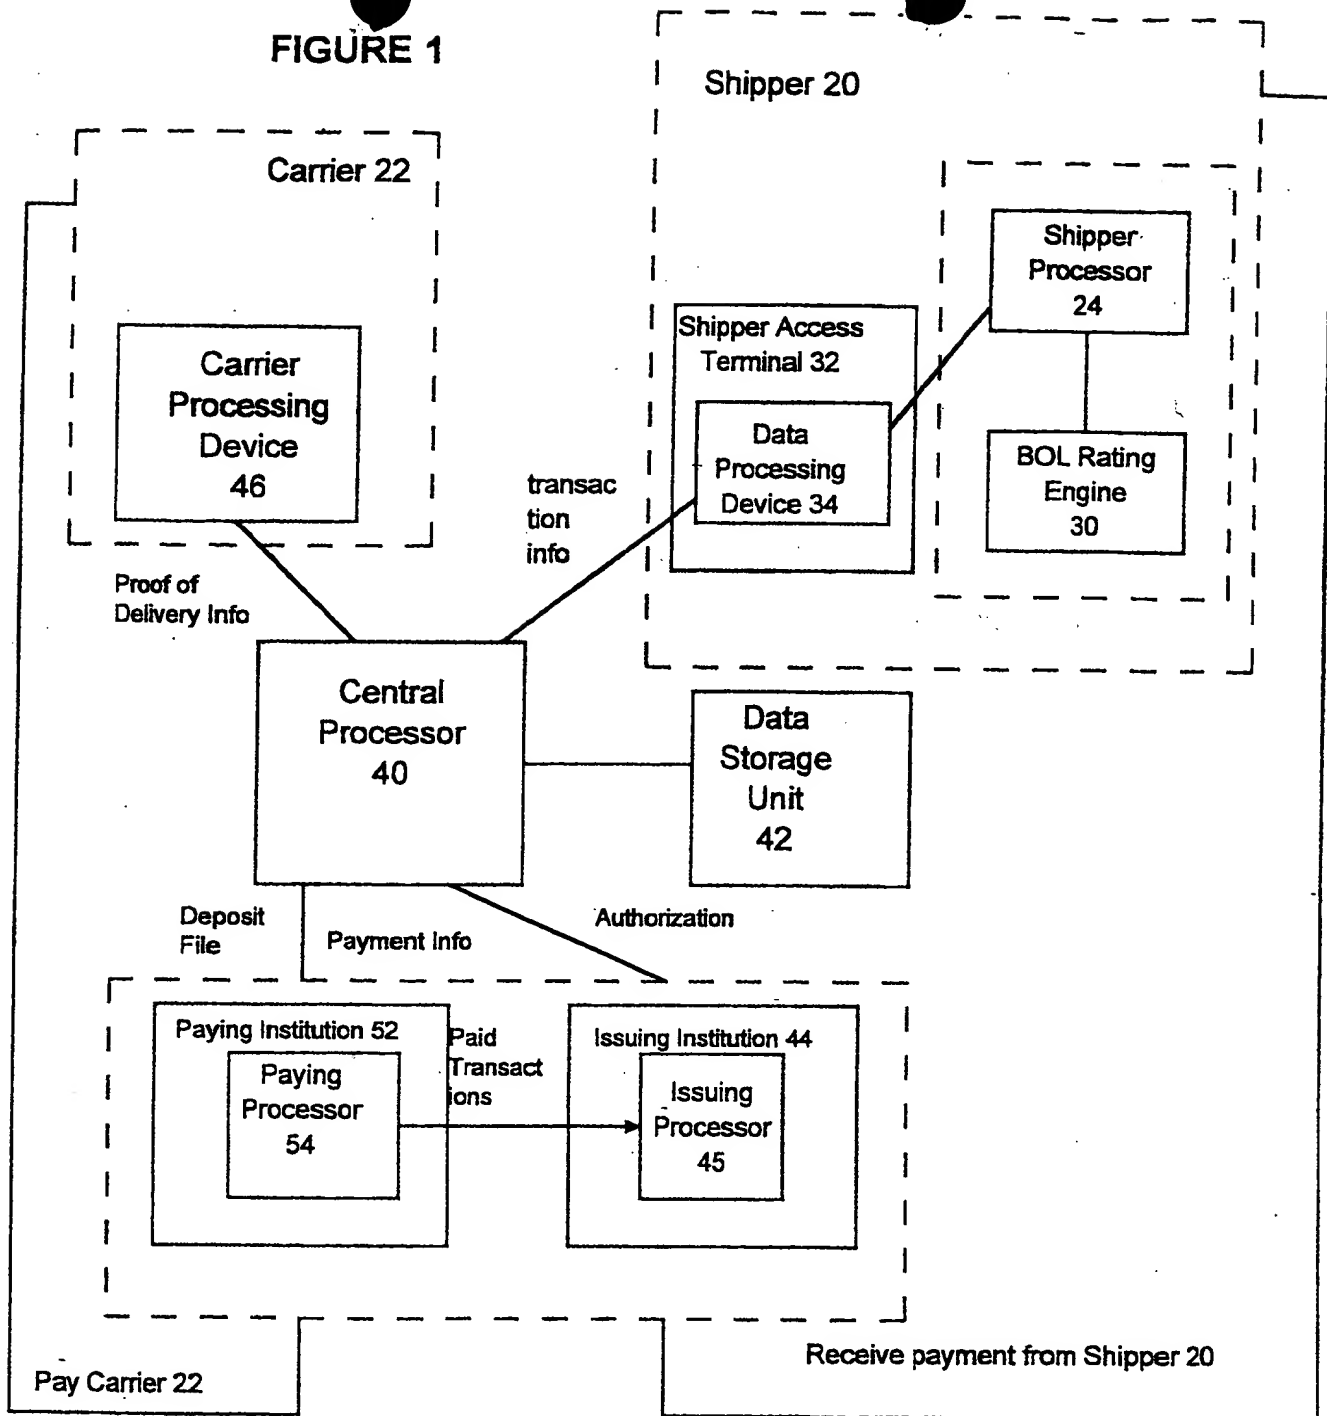 FIGURE 1
Shipper 20
Carrier 22
Shipper
Processor
24
Shipper Access
Terminal 32
Carrier
Processing
Device
46
Data
Processing
Device 34
BOL Rating
Engine
30
transac
tion
info
Proof of
Delivery Info
Central
Processor
40
Data
Storage
Unit
42
Deposit
File
Payment Info
Authorization
Paying Institution 52
Paid
Transact
ions
Issuing Institution 44
Paying
Processor
54
Issuing
Processor
45
Receive payment from Shipper 20
Pay Carrier 22